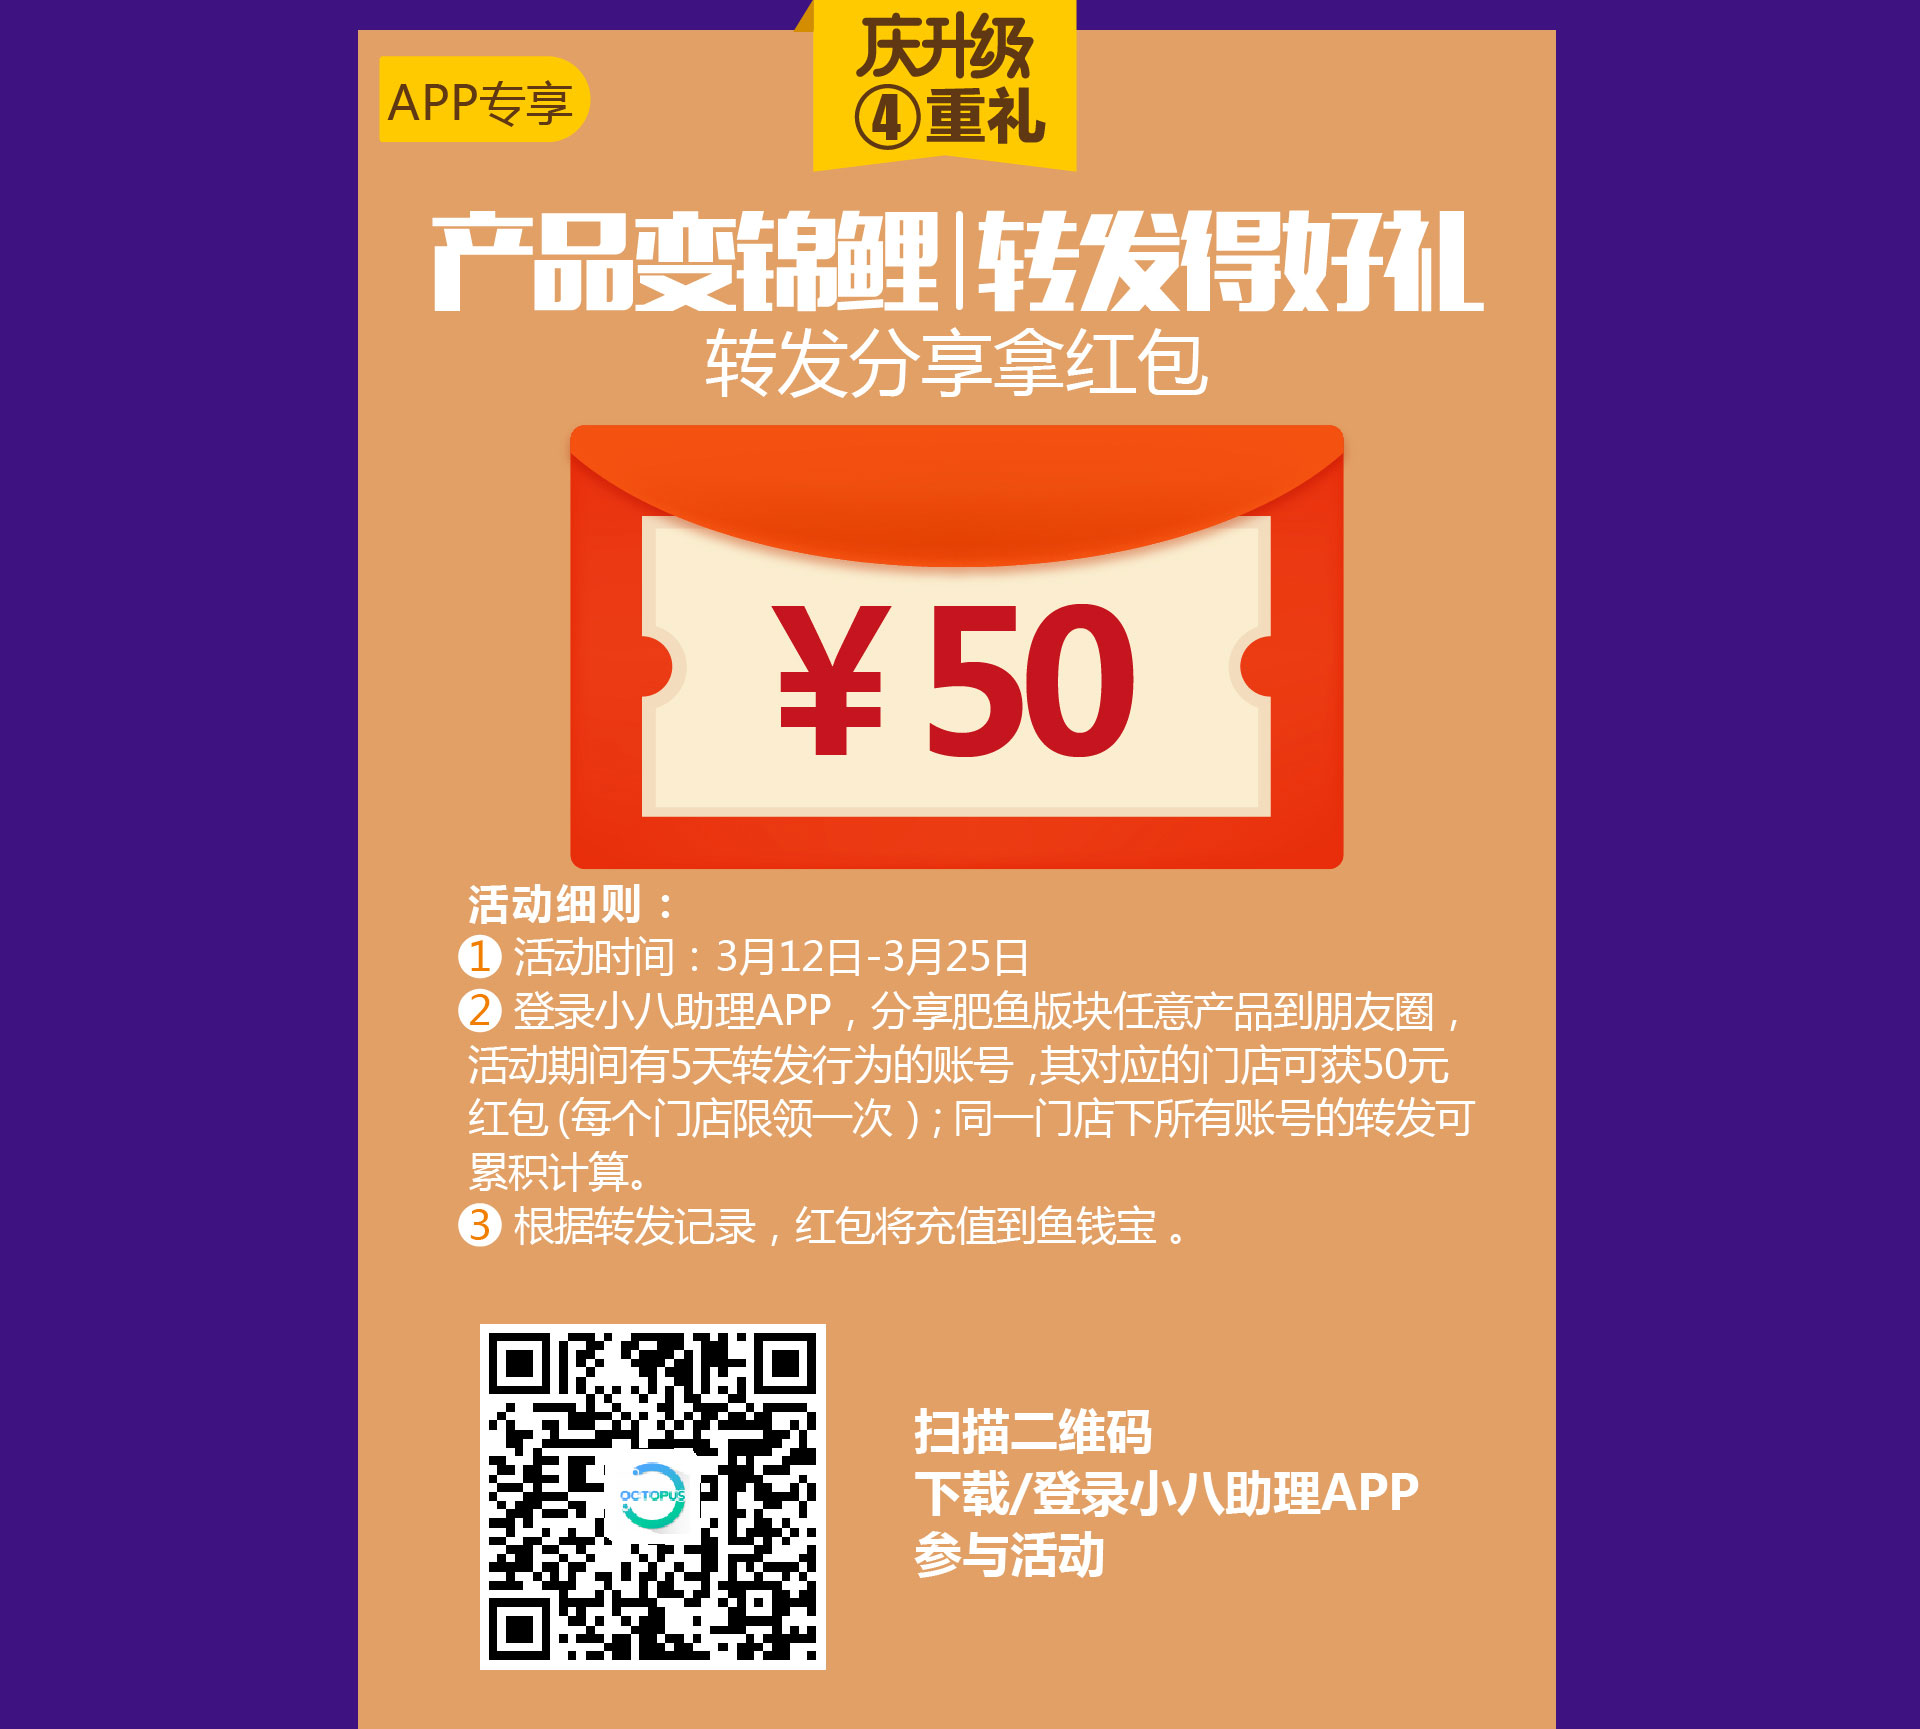 庆升级
④重礼
APP专享
产品变锦鲤|转发得好礼
转发分享拿红包
¥50
活动细则：
1 活动时间：3月12日-3月25日
2 登录小八助理APP，分享肥鱼版块任意产品到朋友圈，
活动期间有5天转发行为的账号,其对应的门店可获50元
红包(每个门店限领一次)；同一门店下所有账号的转发可
累积计算。
3 根据转发记录，红包将充值到鱼钱宝。
OCTOPUS
扫描二维码
下载/登录小八助理APP
参与活动